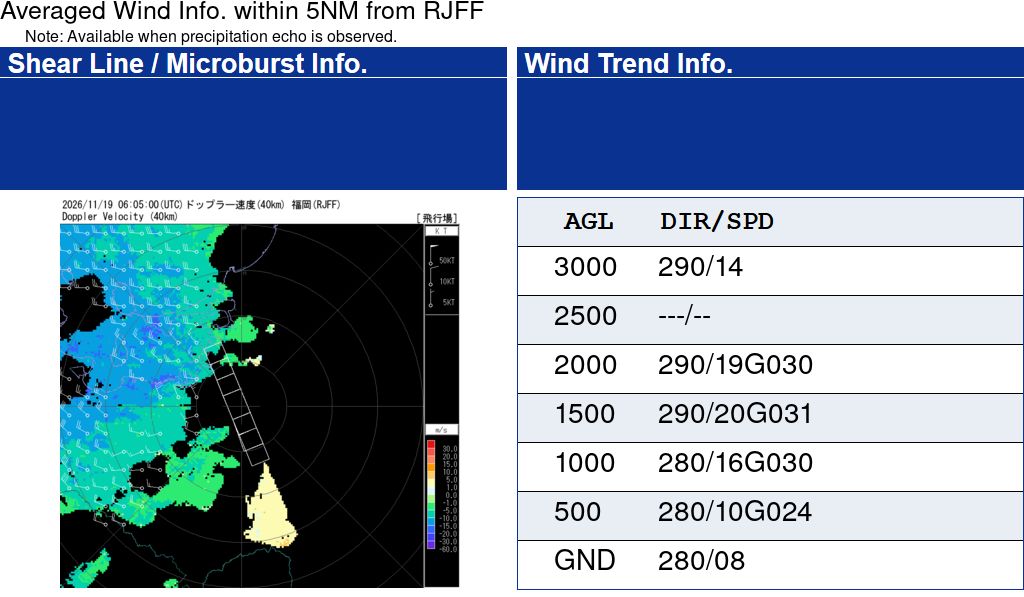 Averaged Wind Info. within 5NM from RJFF
Note: Available when precipitation echo is observed.
Shear Line / Microburst Info.
Wind Trend Info.
2026/11/19 06:05:00(UTC) ドップラー速度(40km) 福岡(RJFF)
Doppler Velocity (40km)
[飛行場]
KT
50KT
10KT
5KT
m/s
30.0
20.0
15.0
10.0
5.0
1.0
0.0
-1.0
-5.0
-10.0
-15.0
-20.0
-30.0
-60.0
AGL DIR/SPD
3000 290/14
2500 ---/--
2000 290/19G030
1500 290/20G031
1000 280/16G030
500 280/10G024
GND 280/08